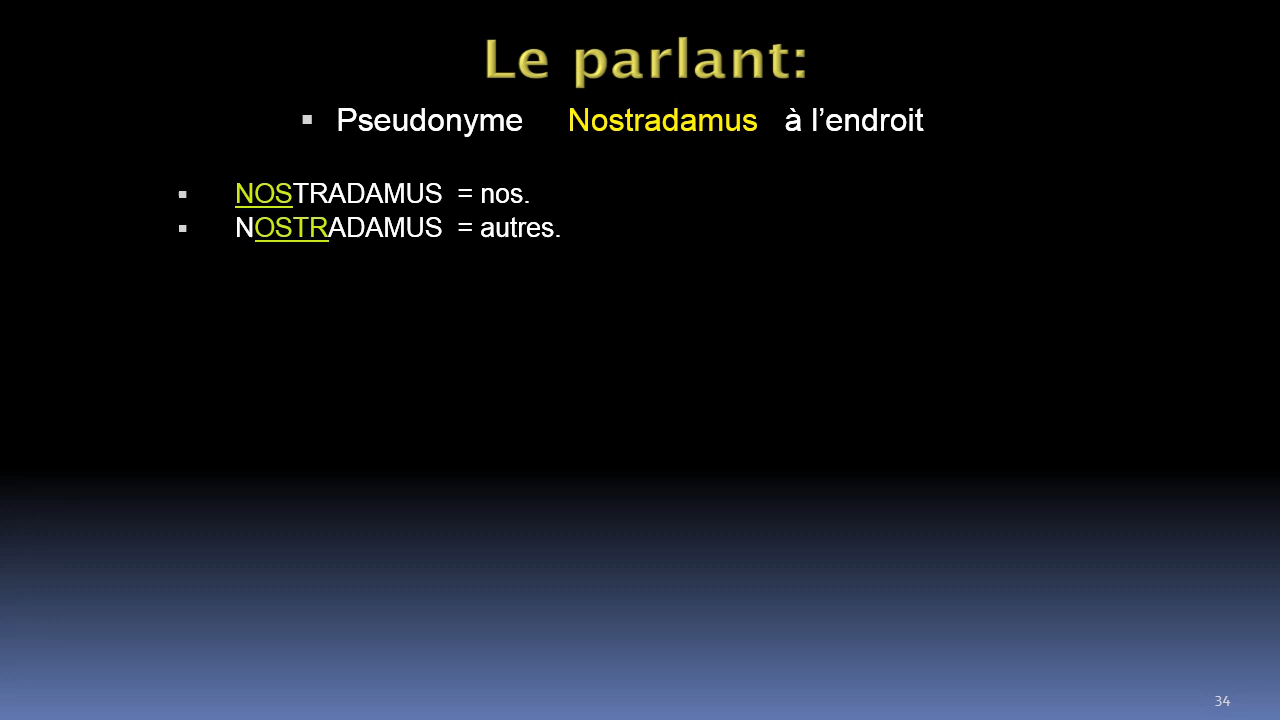 Le parlant:
▪ Pseudonyme Nostradamus à l’endroit
▪ NOSTRADAMUS = nos.
▪ NOSTRADAMUS = autres.
34